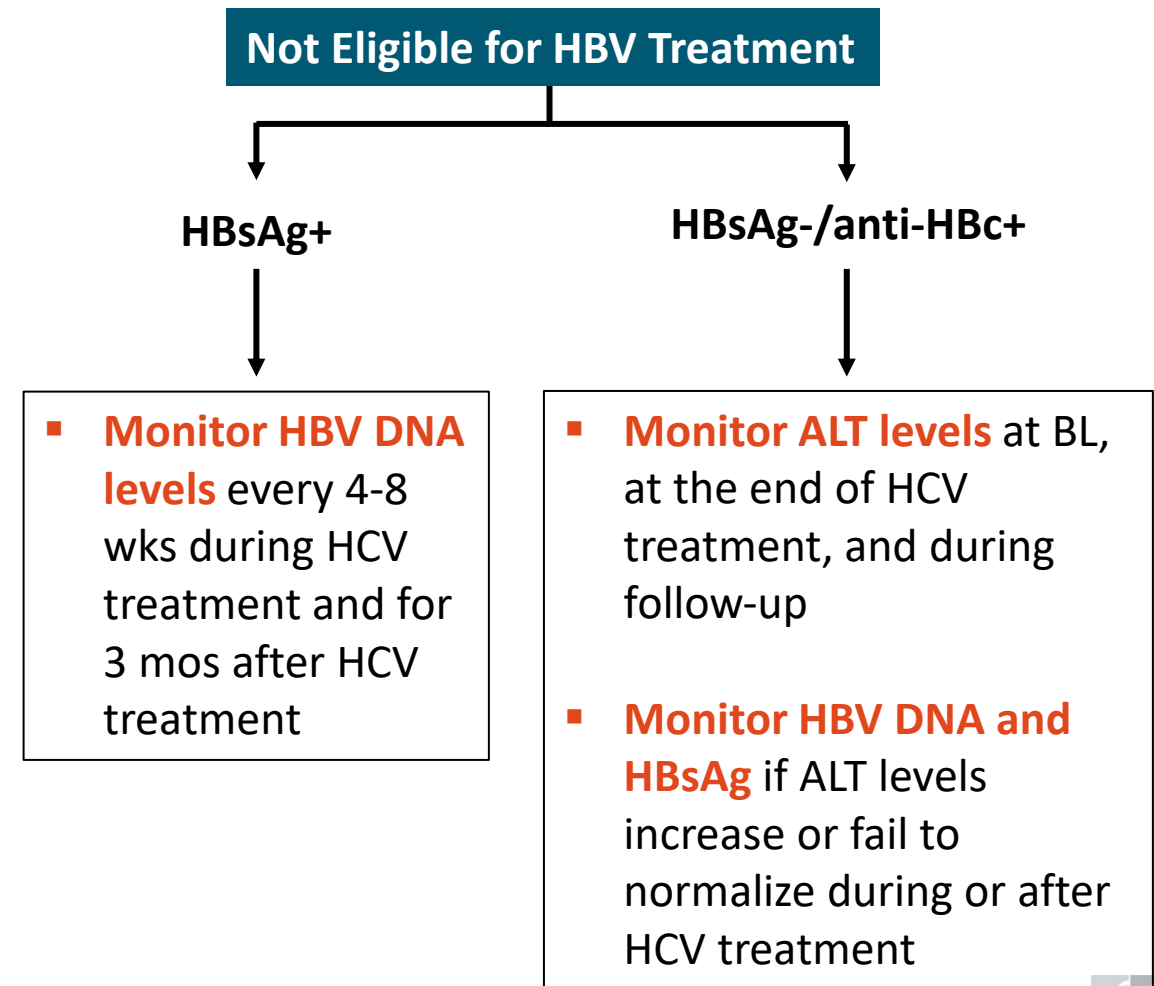 Not Eligible for HBV Treatment
HBsAg+
HBsAg-/anti-HBc+
▪ Monitor HBV DNA
levels every 4-8
wks during HCV
treatment and for
3 mos after HCV
treatment
▪ Monitor ALT levels at BL,
at the end of HCV
treatment, and during
follow-up
▪ Monitor HBV DNA and
HBsAg if ALT levels
increase or fail to
normalize during or after
HCV treatment